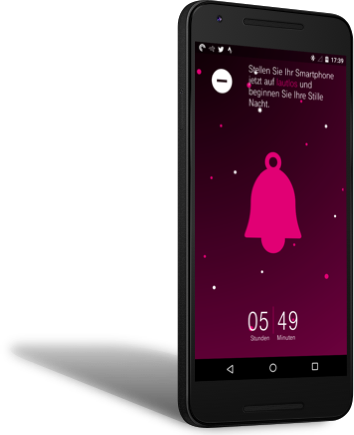 17:39
Stellen Sie Ihr Smartphone
jetzt auf lautlos und
beginnen Sie Ihre Stille
Nacht.
05 49
Stunden Minuten